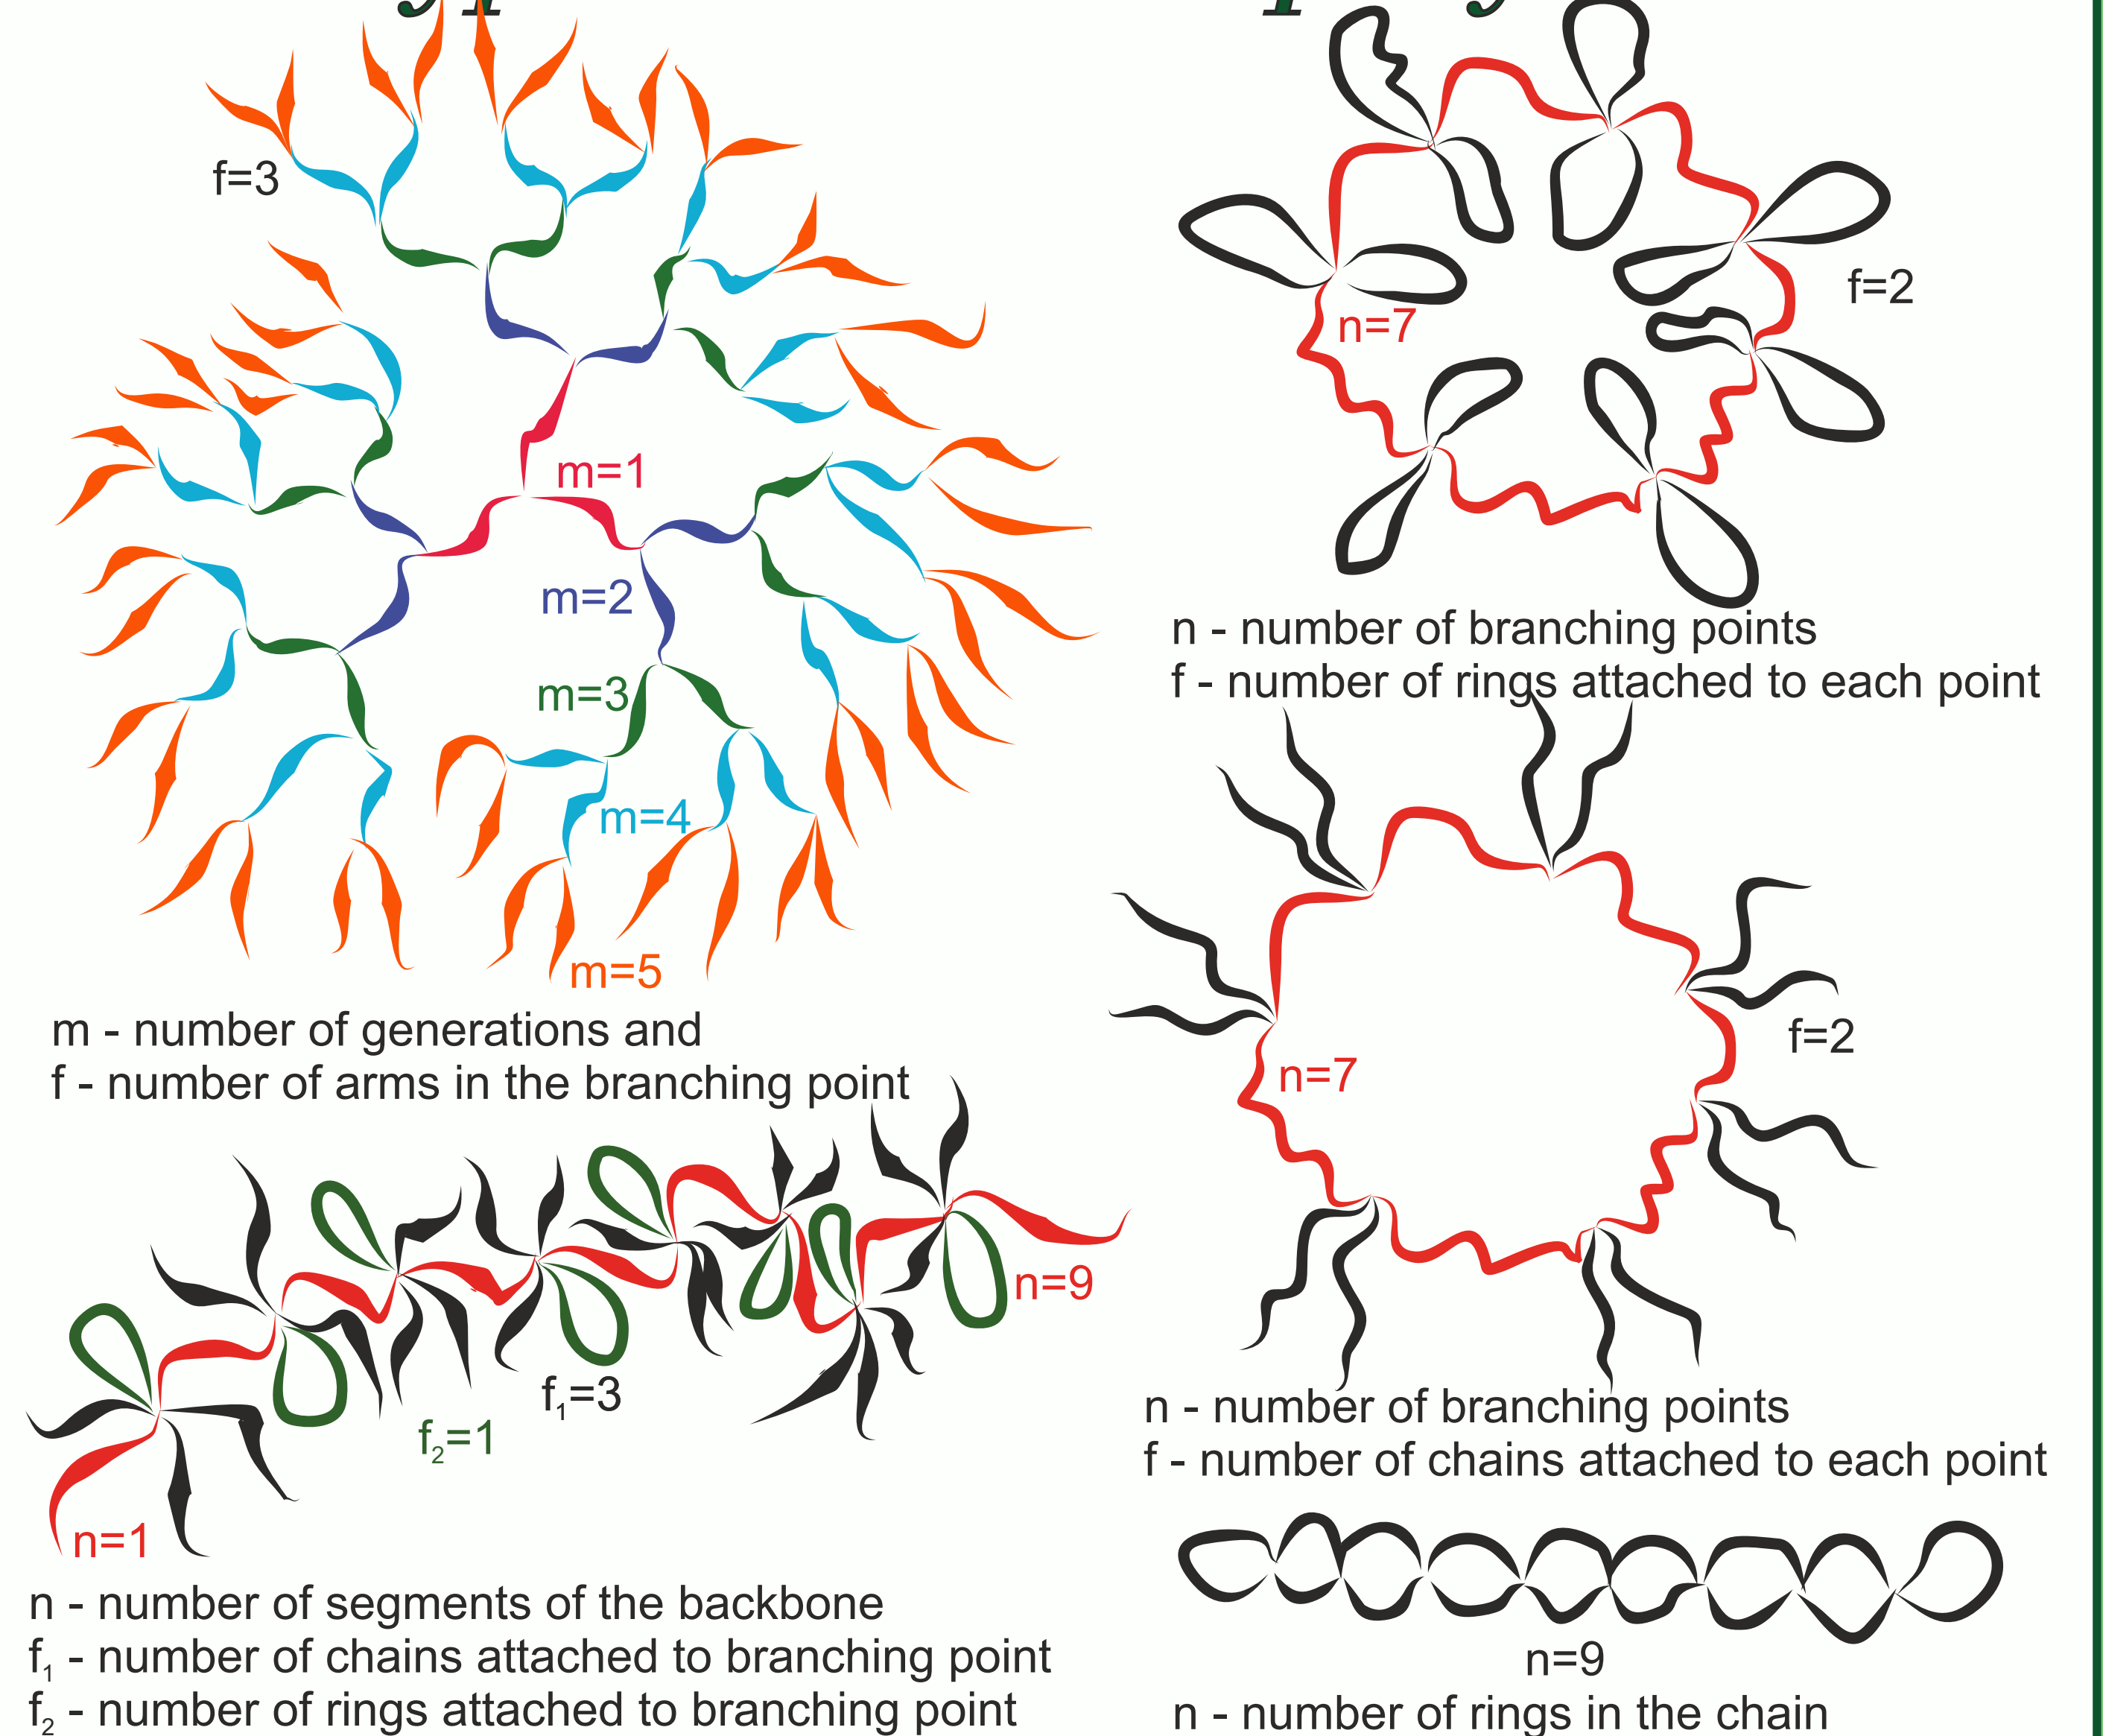 f=3
m=1
m=2
m=3
m=4
m=5
m - number of generations and
f - number of arms in the branching point
f₁=3
f₂=1
n=9
n=1
n - number of segments of the backbone
f₁ - number of chains attached to branching point
f₂ - number of rings attached to branching point
f=2
n=7
n - number of branching points
f - number of rings attached to each point
f=2
n=7
n - number of branching points
f - number of chains attached to each point
n=9
n - number of rings in the chain